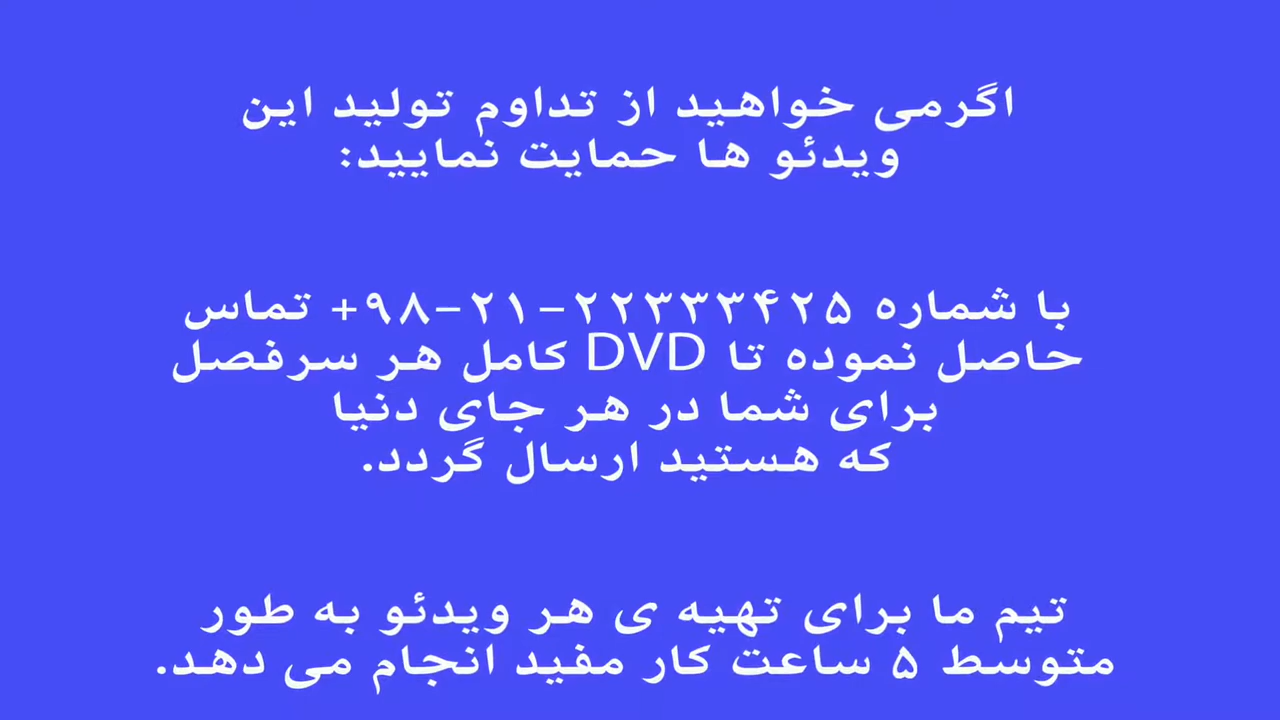 اگرمی خواهید از تداوم تولید این
ویدئو ها حمایت نمایید:
با شماره ۲۲۳۳۳۴۲۵-۲۱-۹۸+ تماس
حاصل نموده تا DVD کامل هر سرفصل
برای شما در هر جای دنیا
که هستید ارسال گردد.
تیم ما برای تهیه ی هر ویدئو به طور
متوسط ۵ ساعت کار مفید انجام می دهد.